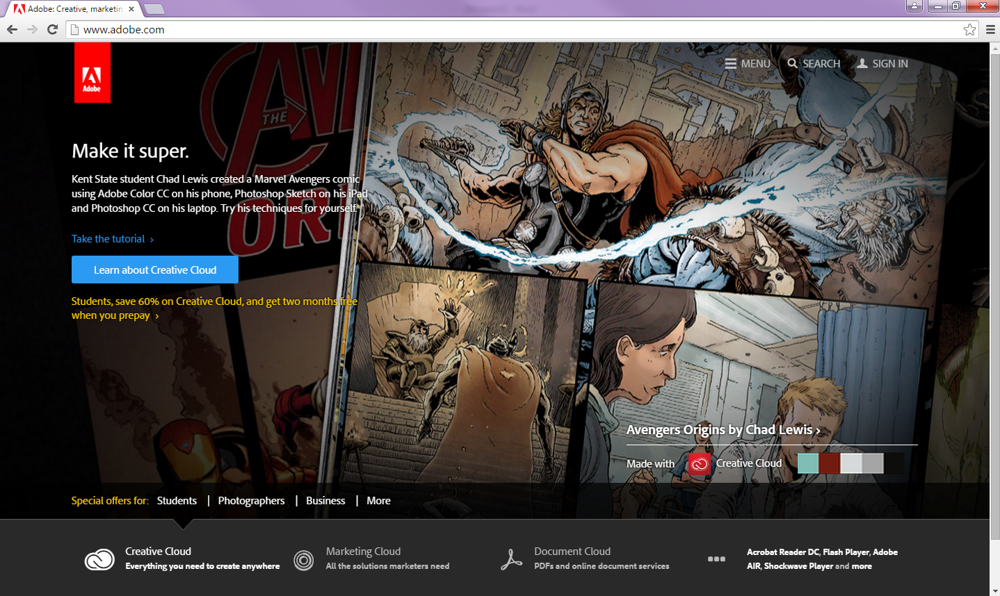 Adobe: Creative, marketin
www.adobe.com
Adobe
MENU SEARCH SIGN IN
THE
Make it super.
Kent State student Chad Lewis created a Marvel Avengers comic
using Adobe Color CC on his phone, Photoshop Sketch on his iPad
and Photoshop CC on his laptop. Try his techniques for yourself.
Take the tutorial ›
Learn about Creative Cloud
Students, save 60% on Creative Cloud, and get two months free
when you prepay ›
Avengers Origins by Chad Lewis ›
Made with Creative Cloud
Special offers for: Students | Photographers | Business | More
Creative Cloud
Everything you need to create anywhere
Marketing Cloud
All the solutions marketers need
Document Cloud
PDFs and online document services
Acrobat Reader DC, Flash Player, Adobe
AIR, Shockwave Player and more